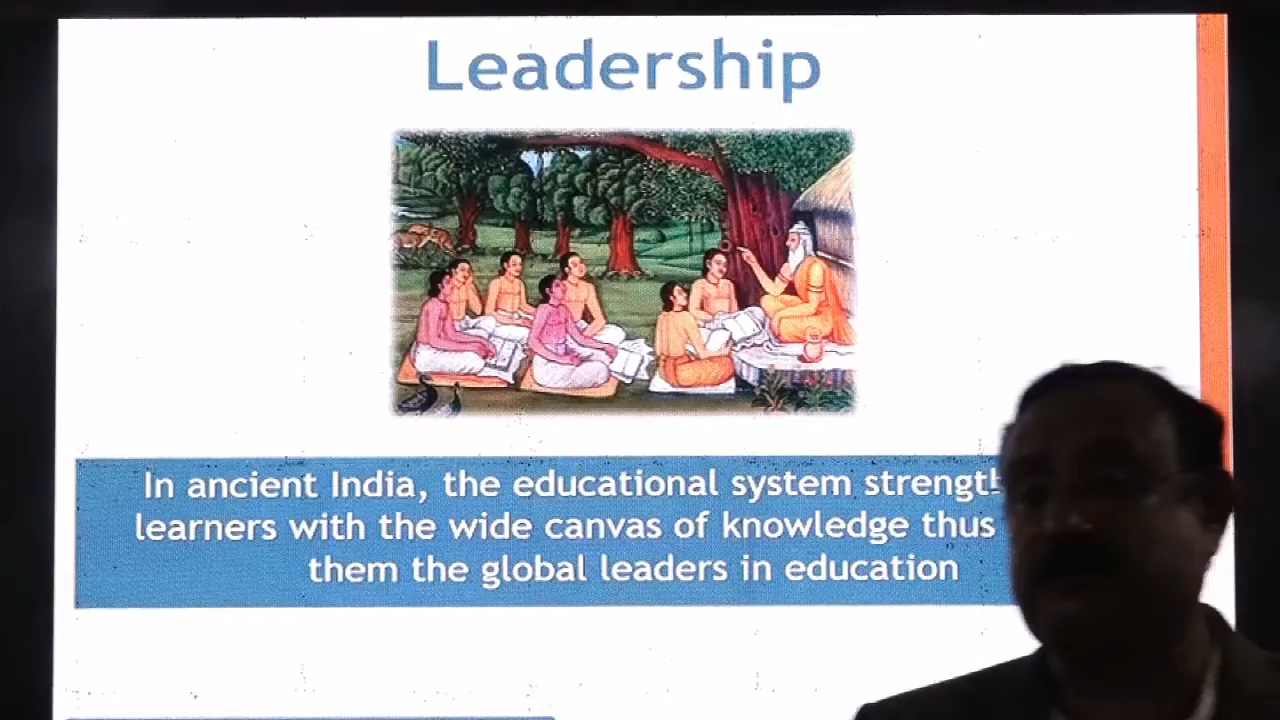 Leadership
In ancient India, the educational system
learners with the wide canvas of knowledge thus
them the global leaders in education